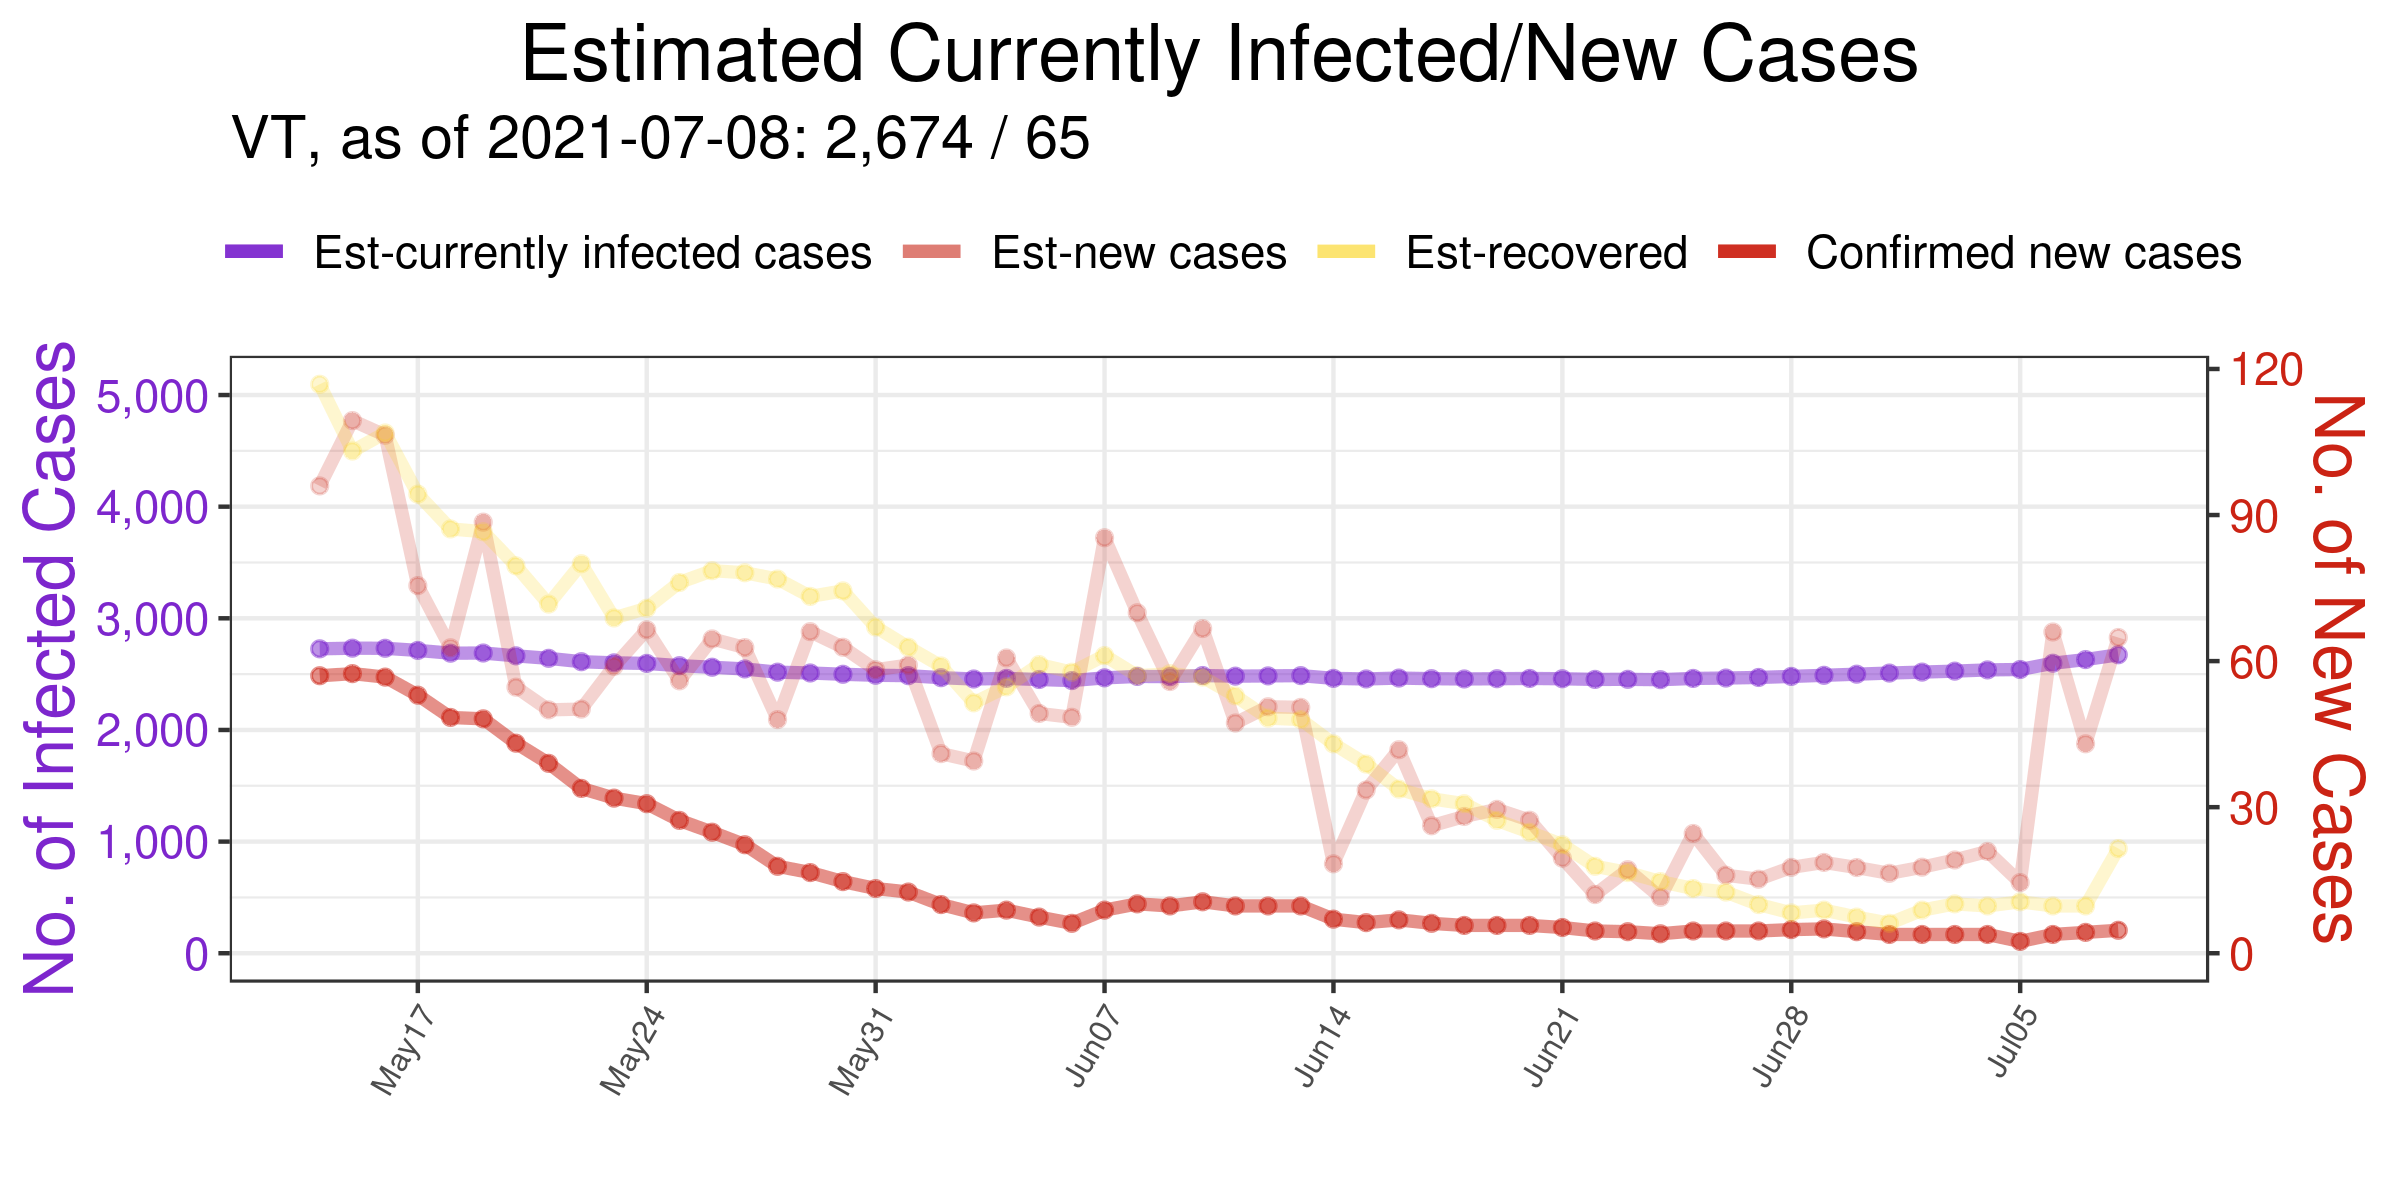 Estimated Currently Infected/New Cases
VT, as of 2021-07-08: 2,674 / 65
Est-currently infected cases Est-new cases Est-recovered Confirmed new cases
No. of Infected Cases
5,000
4,000
3,000
2,000
1,000
0
120
90
60
30
0
No. of New Cases
May17 May24 May31 Jun07 Jun14 Jun21 Jun28 Jul05